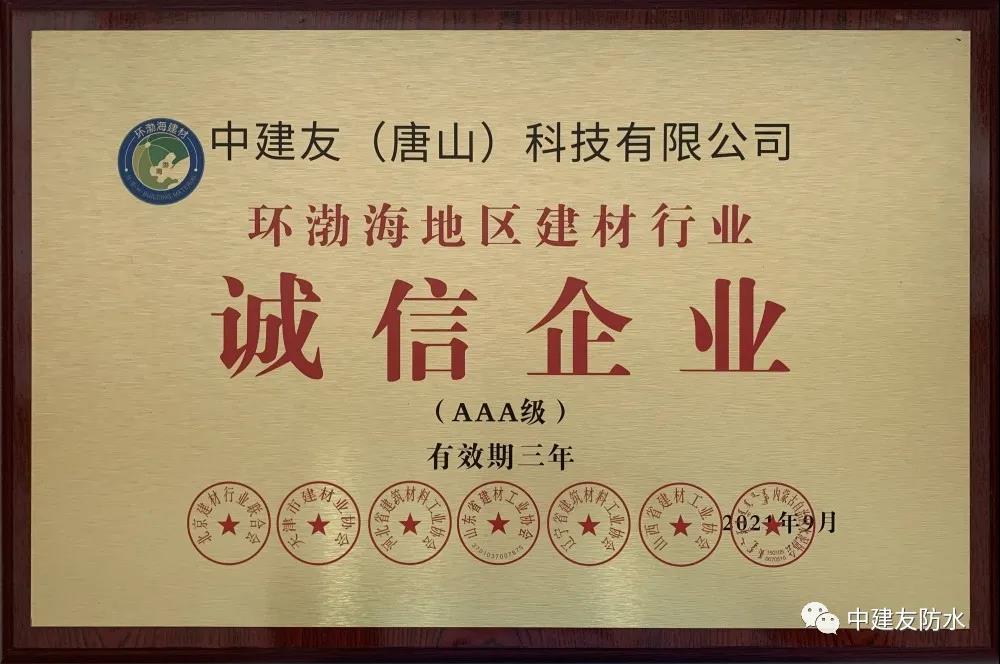 环渤海建材
中建友（唐山）科技有限公司
环渤海地区建材行业
诚信企业
（AAA级）
有效期三年
北京建材行业联合会
天津市建材业协会
河北省建筑材料工业协会
山东省建材工业协会
3701037007675
辽宁省建筑材料工业协会
山西省建材工业协会
2021年9月
中建友防水